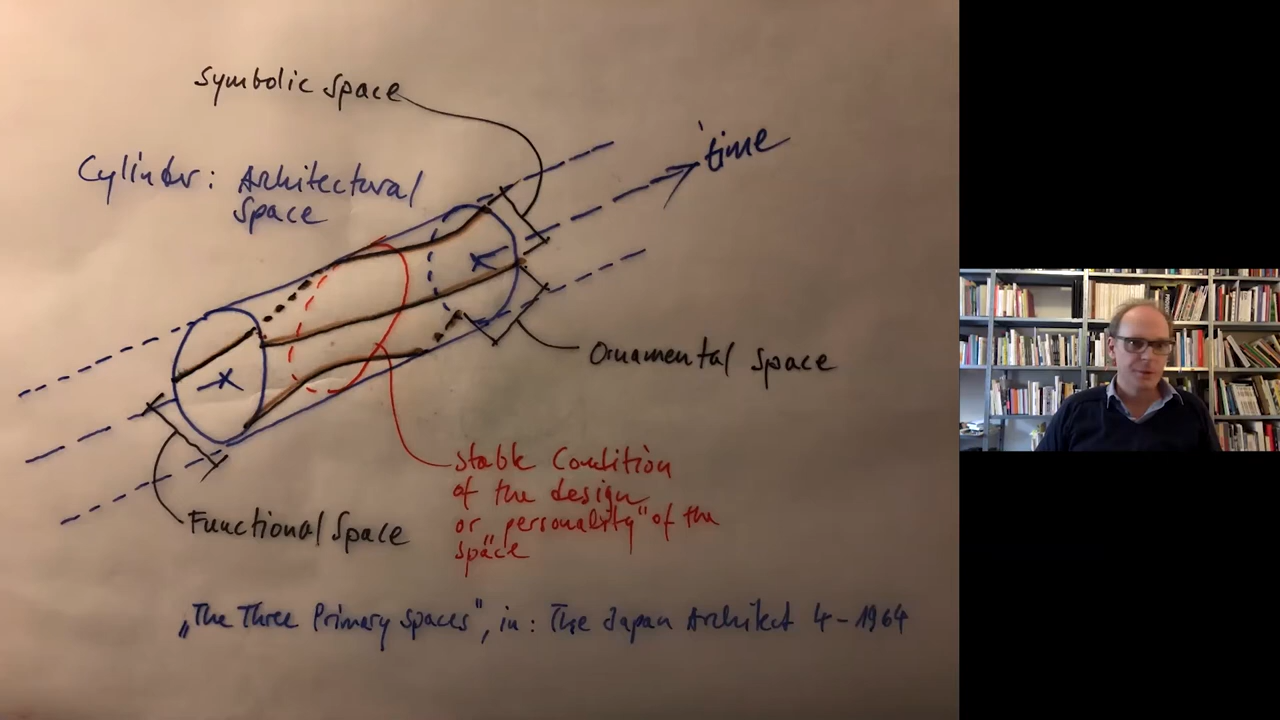 Symbolic Space
time
Cylinder: Architectural
Space
Ornamental Space
Stable Condition
of the design
or „personality" of the
space
Functional Space
„The Three Primary Spaces", in: The Japan Architect 4-1964